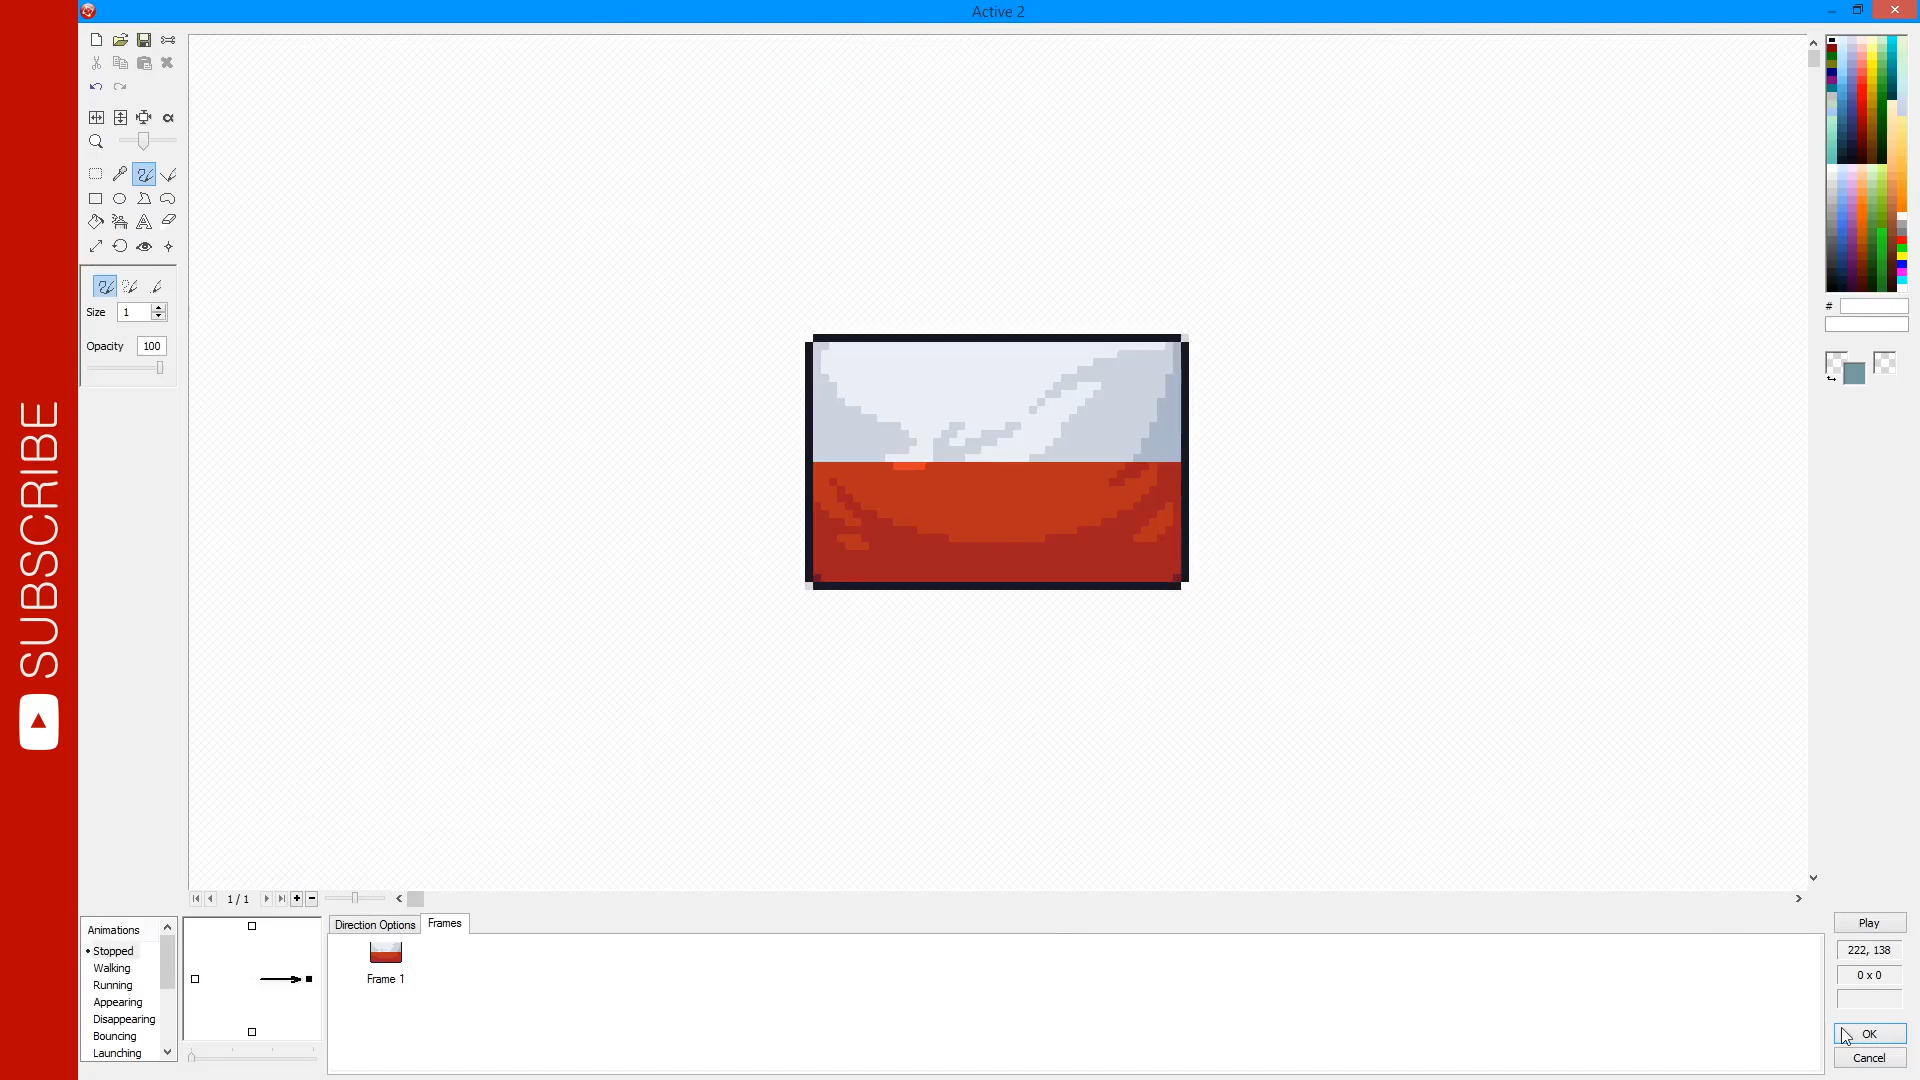 Active 2
SUBSCRIBE
Size 1
Opacity 100
#
1 / 1
Animations
Stopped
Walking
Running
Appearing
Disappearing
Bouncing
Launching
Direction Options
Frames
Frame 1
Play
222, 138
0 x 0
OK
Cancel